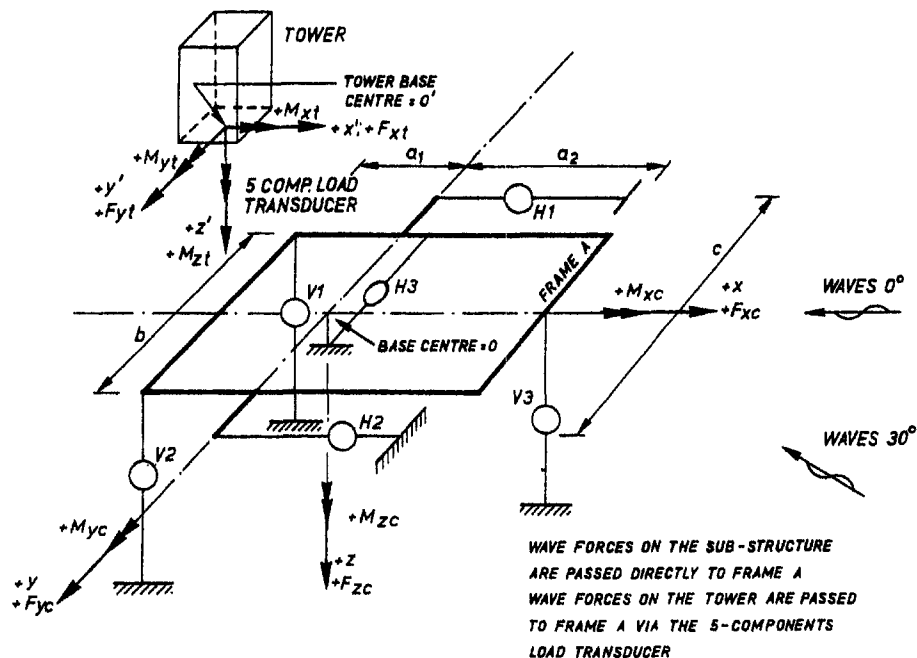 TOWER
TOWER BASE
CENTRE = 0'
+Mxt
+x'; + Fxt
+Myt
+y'
+Fyt
5 COMP. LOAD
TRANSDUCER
+z'
+Mzt
a1
a2
H1
c
FRAME A
V1
H3
+Mxc
+x
+Fxc
WAVES 0°
b
BASE CENTRE = 0
V3
H2
V2
WAVES 30°
+Myc
+Mzc
+y
+Fyc
+z
+Fzc
WAVE FORCES ON THE SUB-STRUCTURE
ARE PASSED DIRECTLY TO FRAME A
WAVE FORCES ON THE TOWER ARE PASSED
TO FRAME A VIA THE 5-COMPONENTS
LOAD TRANSDUCER